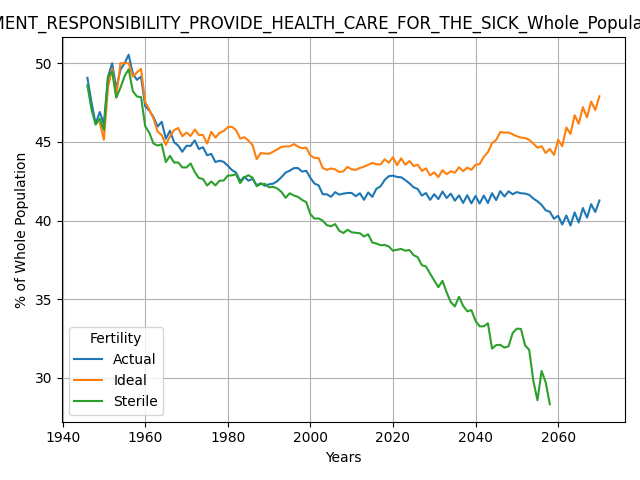 MENT_RESPONSIBILITY_PROVIDE_HEALTH_CARE_FOR_THE_SICK_Whole_Popula
% of Whole Population
50
45
40
35
30
Fertility
Actual
Ideal
Sterile
1940 1960 1980 2000 2020 2040 2060
Years